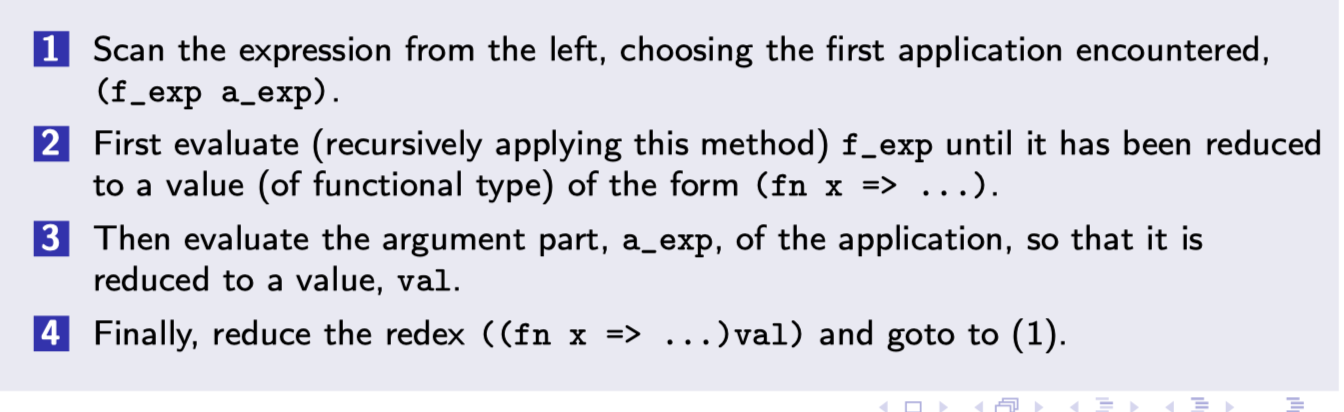 1 Scan the expression from the left, choosing the first application encountered,
(f_exp a_exp).
2 First evaluate (recursively applying this method) f_exp until it has been reduced
to a value (of functional type) of the form (fn x => ...).
3 Then evaluate the argument part, a_exp, of the application, so that it is
reduced to a value, val.
4 Finally, reduce the redex ((fn x => ...)val) and goto to (1).